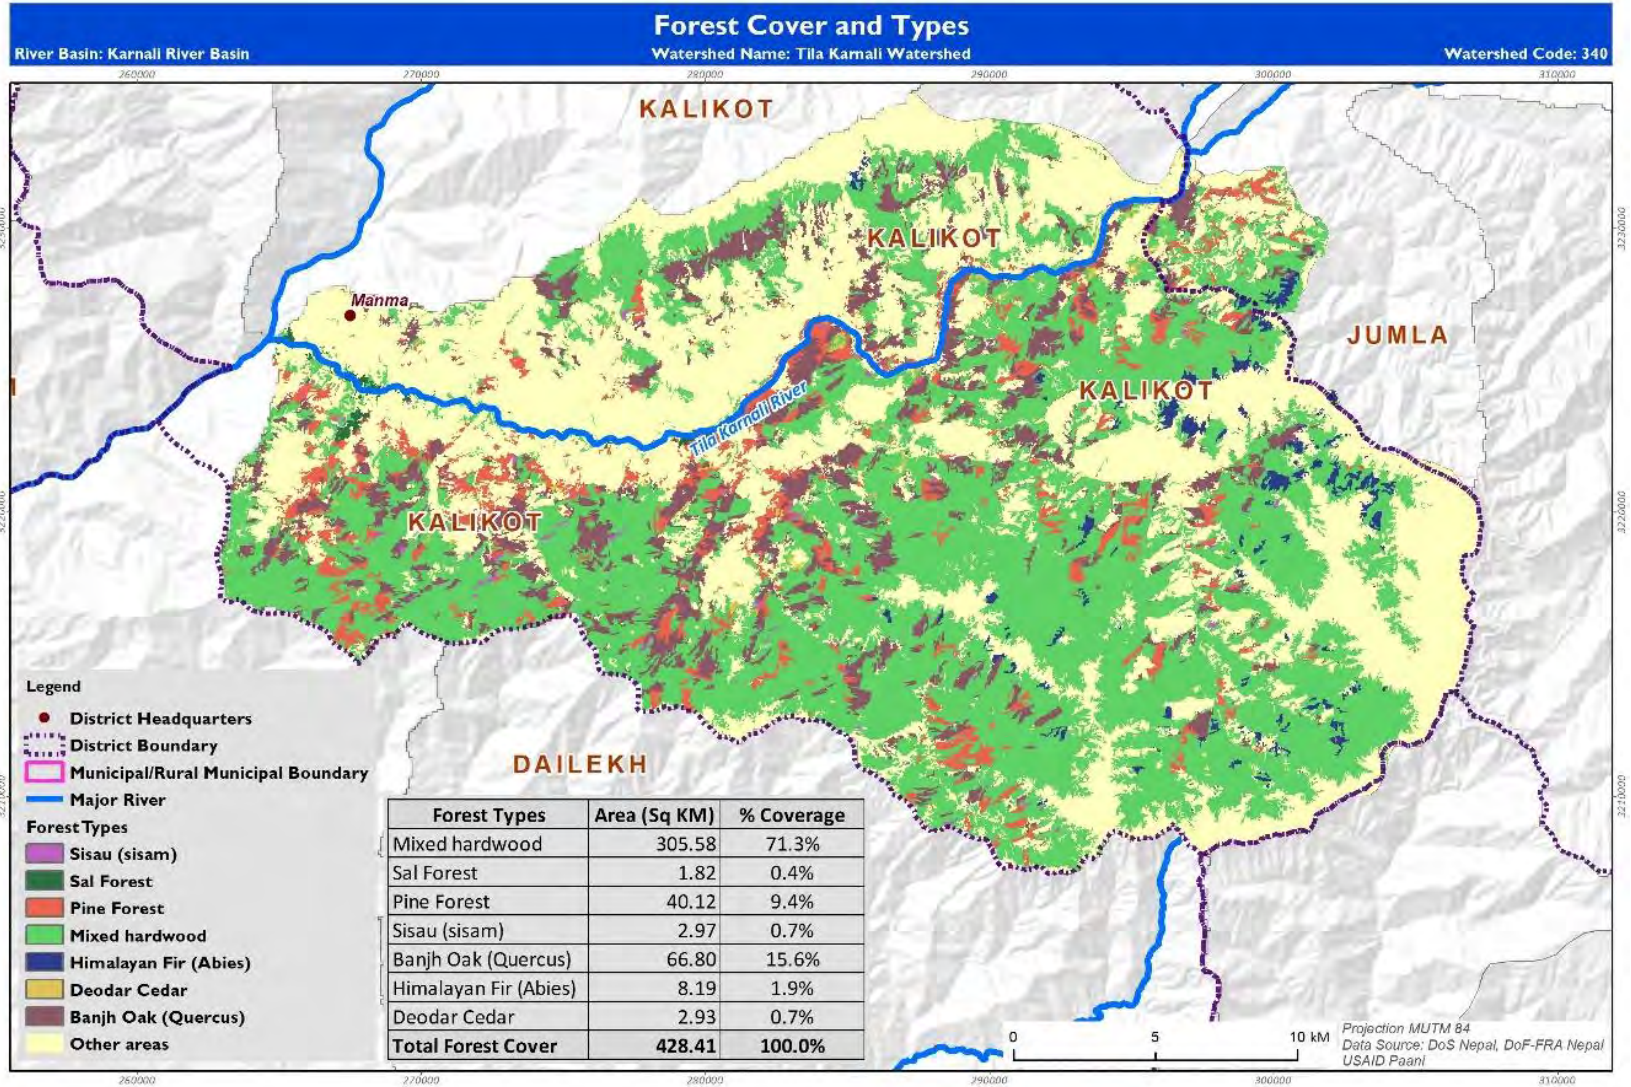 Forest Cover and Types
River Basin: Karnali River Basin
Watershed Name: Tila Karnali Watershed
Watershed Code: 340
260000
270000
280000
290000
300000
310000
KALIKOT
3230000
KALIKOT
3230000
Manma
JUMLA
KALIKOT
Tila Karnali River
3220000
KALIKOT
3220000
DAILEKH
3210000
Legend
District Headquarters
District Boundary
Municipal/Rural Municipal Boundary
Major River
Forest Types
Sisau (sisam)
Sal Forest
Pine Forest
Mixed hardwood
Himalayan Fir (Abies)
Deodar Cedar
Banjh Oak (Quercus)
Other areas
Forest Types Area (Sq KM) % Coverage
Mixed hardwood 305.58 71.3%
Sal Forest 1.82 0.4%
Pine Forest 40.12 9.4%
Sisau (sisam) 2.97 0.7%
Banjh Oak (Quercus) 66.80 15.6%
Himalayan Fir (Abies) 8.19 1.9%
Deodar Cedar 2.93 0.7%
Total Forest Cover 428.41 100.0%
0 5 10 kM
Projection MUTM 84
Data Source: DoS Nepal, DoF-FRA Nepal
USAID Paani
260000
270000
280000
290000
300000
310000